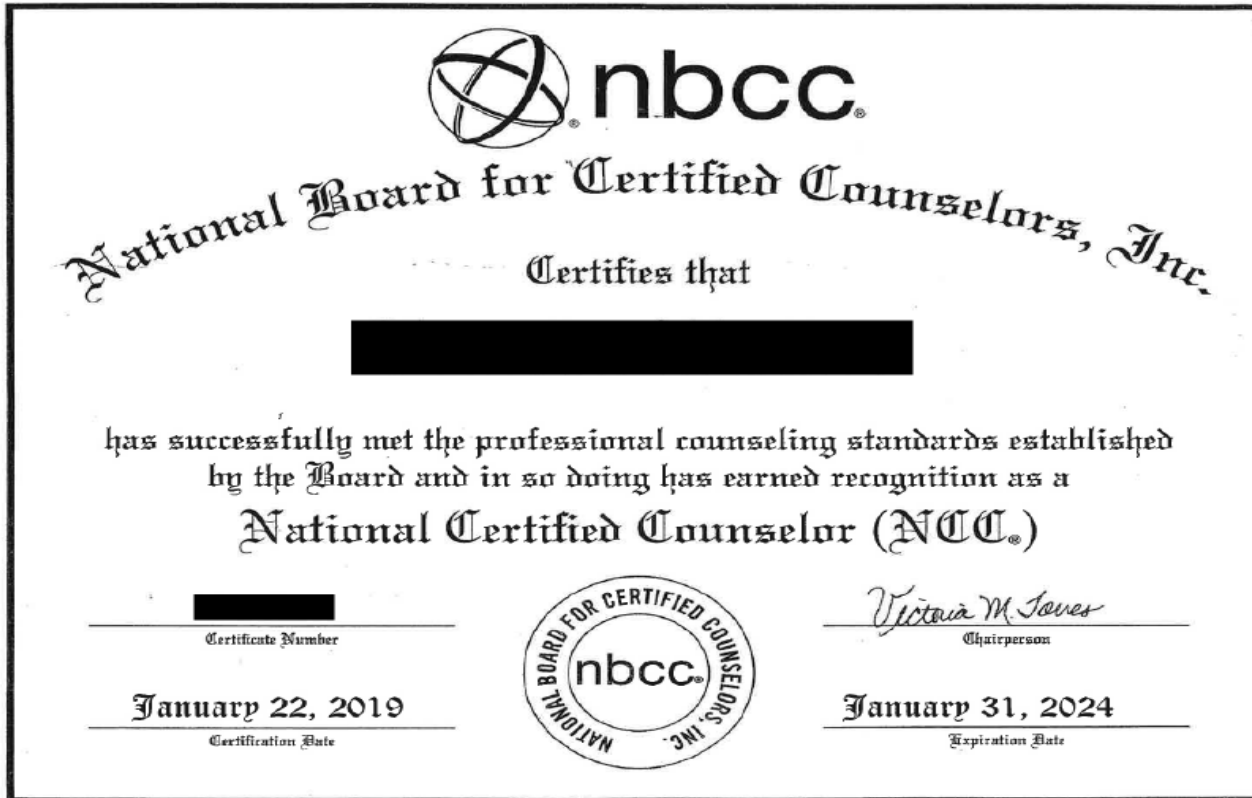 nbcc®
National Board for Certified Counselors, Inc.
Certifies that
has successfully met the professional counseling standards established
by the Board and in so doing has earned recognition as a
National Certified Counselor (NCC®)
Certificate Number
NATIONAL BOARD FOR CERTIFIED COUNSELORS, INC.
nbcc®
Victoria M. Torres
Chairperson
January 22, 2019
Certification Date
January 31, 2024
Expiration Date